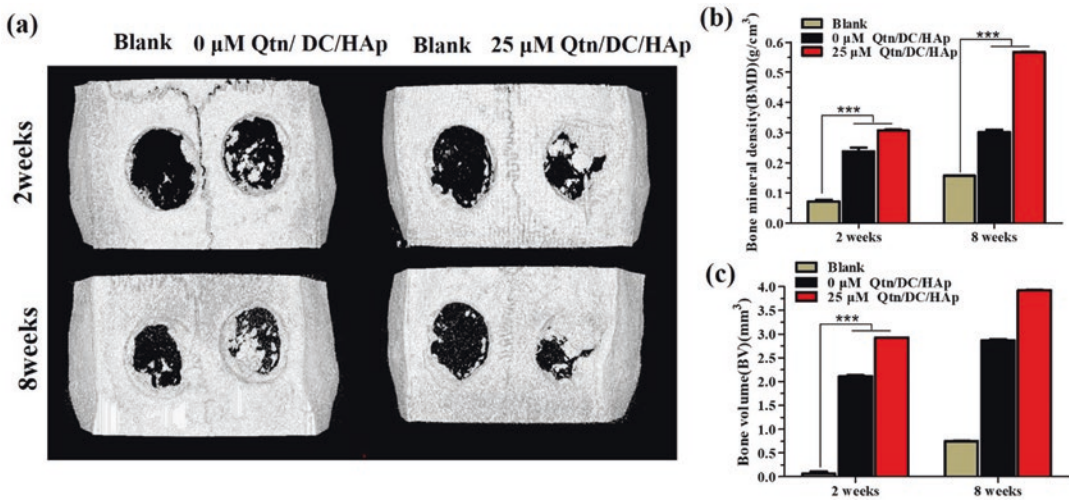 (a)
Blank 0 μM Qtn/ DC/HAp Blank 25 μM Qtn/DC/HAp
2weeks
8weeks
(b)
Blank
0 μM Qtn/DC/HAp
25 μM Qtn/DC/HAp
Bone mineral density(BMD)(g/cm³)
0.6
0.5
0.4
0.3
0.2
0.1
0.0
***
***
2 weeks 8 weeks
(c)
Blank
0 μM Qtn/DC/HAp
25 μM Qtn/DC/HAp
Bone volume(BV)(mm³)
4.0
3.5
3.0
2.5
2.0
1.5
1.0
0.5
0.0
***
2 weeks 8 weeks